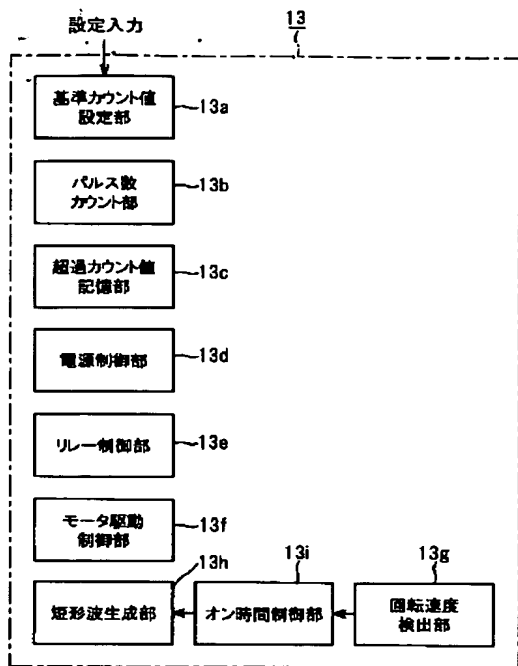 設定入力
13
基準カウント値
設定部
13a
パルス数
カウント部
13b
超過カウント値
記憶部
13c
電源制御部
13d
リレー制御部
13e
モータ駆動
制御部
13f
13h
13i
13g
矩形波生成部
オン時間制御部
回転速度
検出部